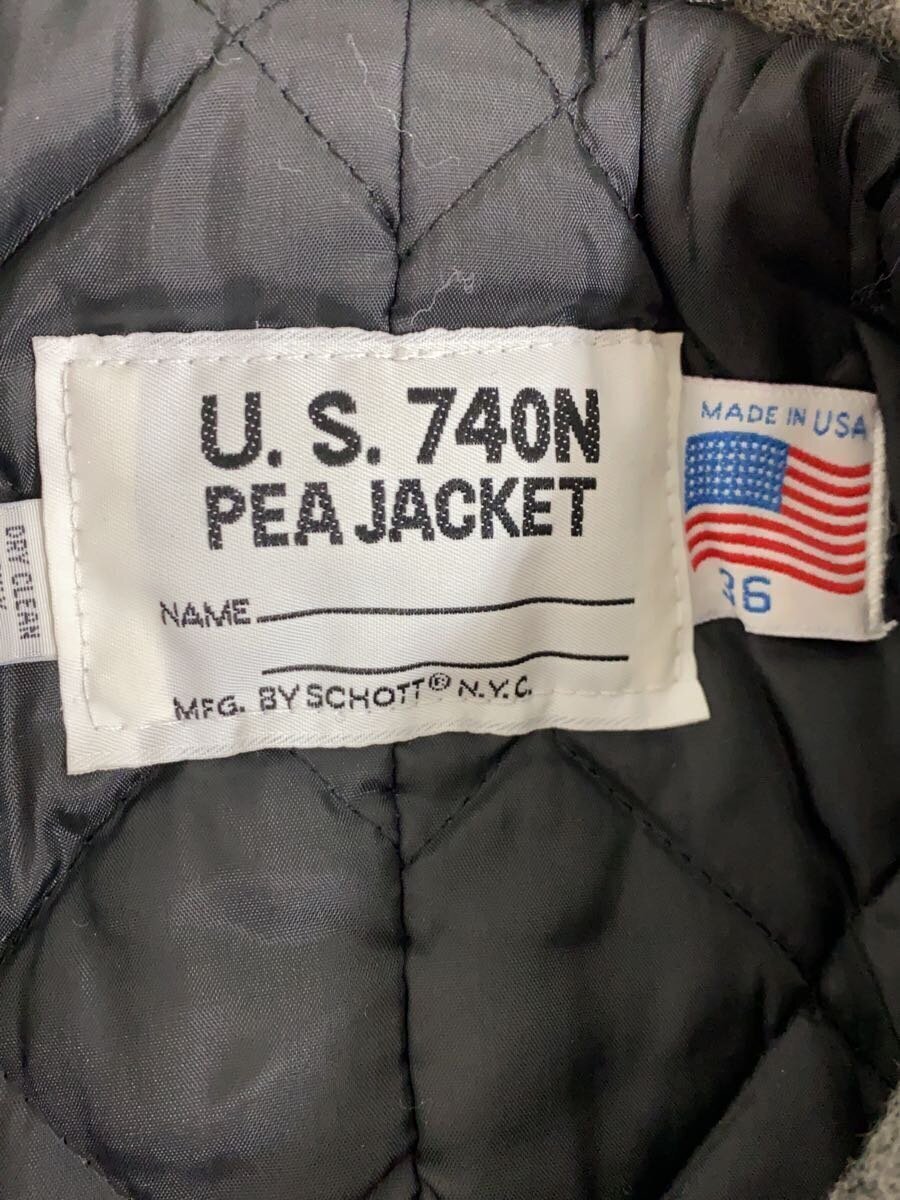 U. S. 740N
PEA JACKET
NAME
MFG. BY SCHOTT® N.Y.C.
MADE IN USA
36
DRY CLEAN